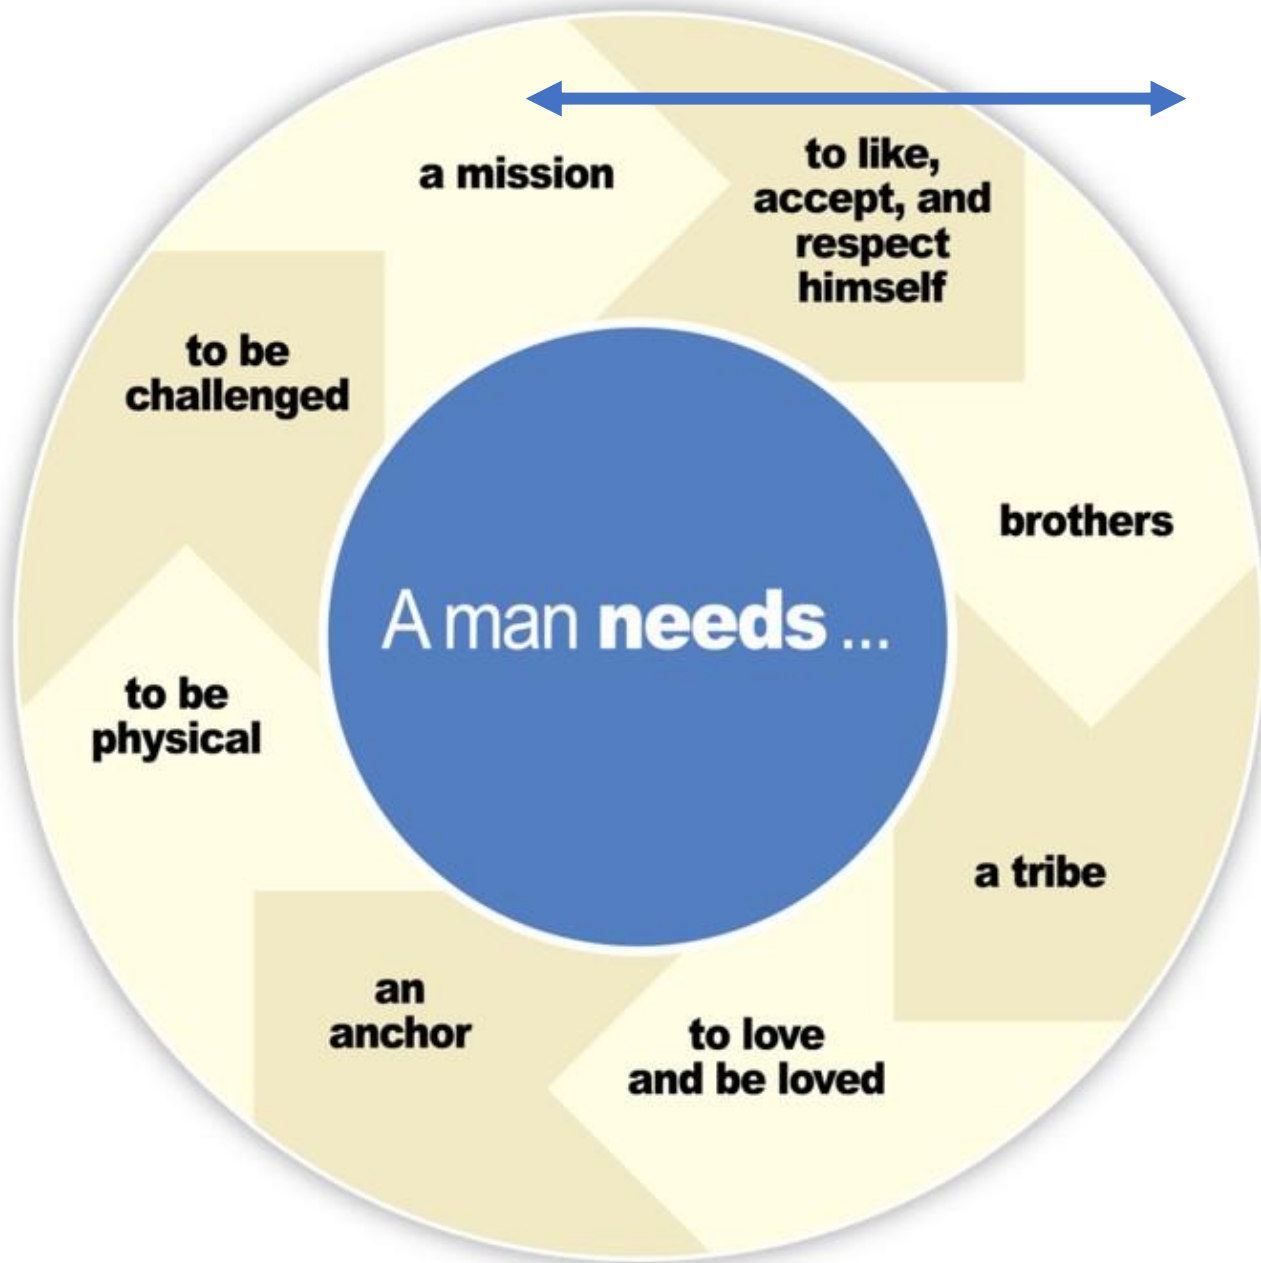 A man needs ...
to like,
accept, and
respect
himself
brothers
a tribe
to love
and be loved
an
anchor
to be
physical
to be
challenged
a mission